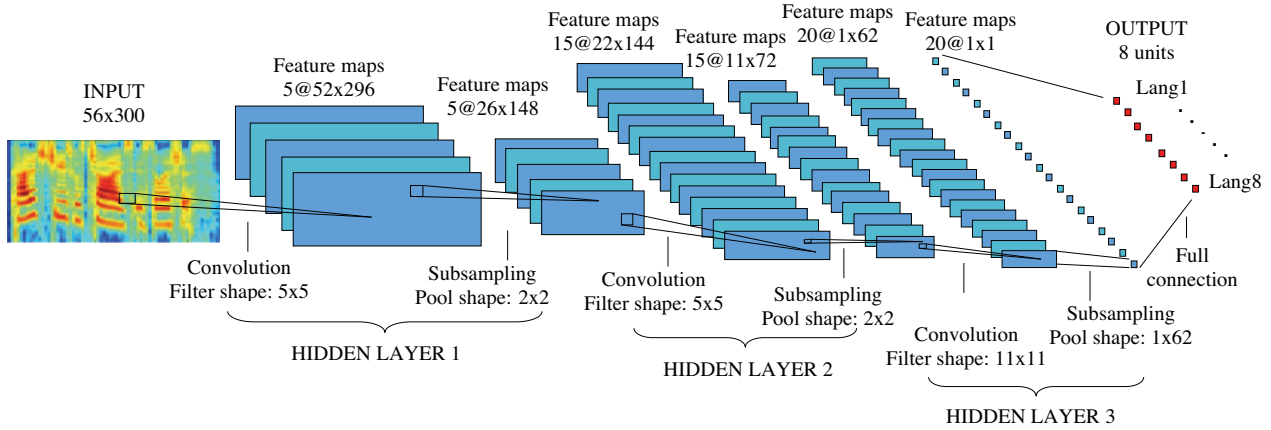 INPUT
56x300
Feature maps
5@52x296
Feature maps
5@26x148
Feature maps
15@22x144
Feature maps
15@11x72
Feature maps
20@1x62
Feature maps
20@1x1
OUTPUT
8 units
Lang1
Lang8
Convolution
Filter shape: 5x5
Subsampling
Pool shape: 2x2
Convolution
Filter shape: 5x5
Subsampling
Pool shape: 2x2
Convolution
Filter shape: 11x11
Subsampling
Pool shape: 1x62
Full
connection
HIDDEN LAYER 1
HIDDEN LAYER 2
HIDDEN LAYER 3